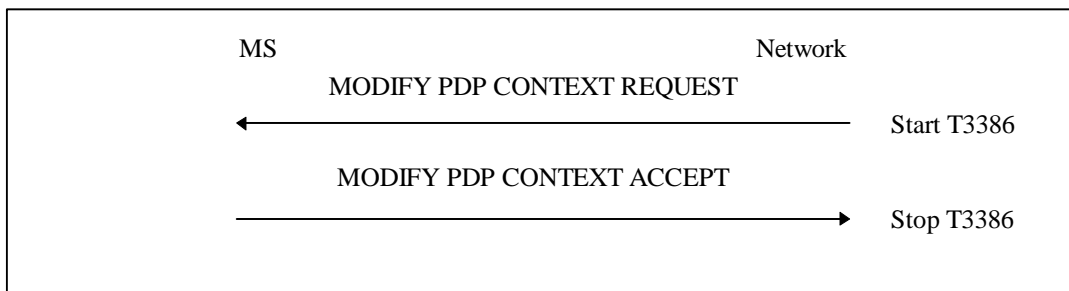 MS Network
MODIFY PDP CONTEXT REQUEST
Start T3386
MODIFY PDP CONTEXT ACCEPT
Stop T3386